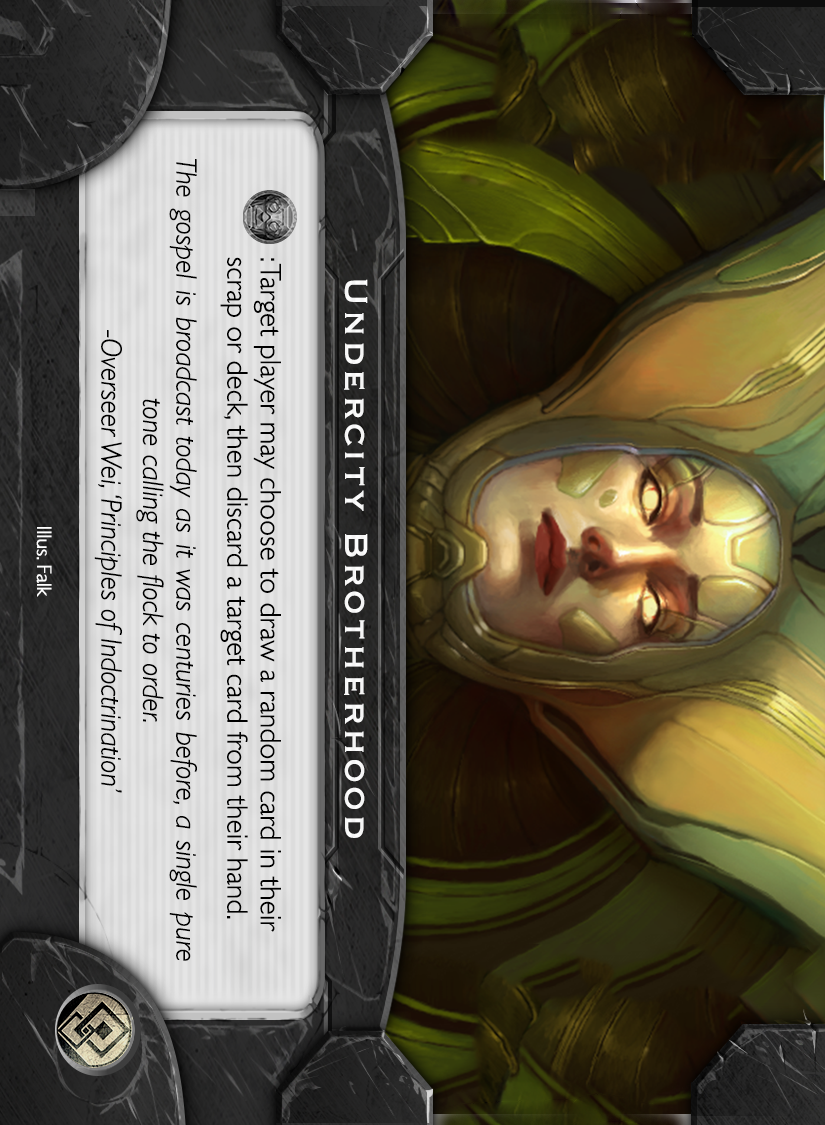 Undercity Brotherhood
:Target player may choose to draw a random card in their
scrap or deck, then discard a target card from their hand.
The gospel is broadcast today as it was centuries before, a single pure
tone calling the flock to order.
-Overseer Wei, 'Principles of Indoctrination'
Illus. Falk